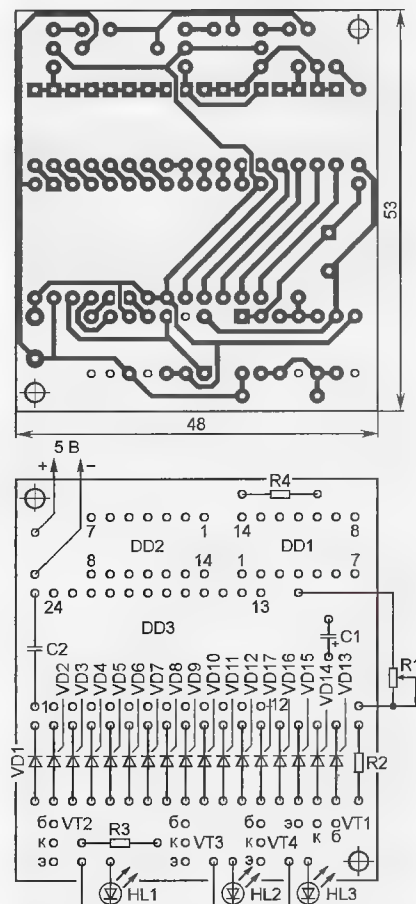 53
48
+ 5 В −
R4
7 1 14 8
DD2 DD1
8 14 1 7
24 13
DD3
C2
C1
R1
VD2
VD3
VD4
VD5
VD6
VD7
VD8
VD9
VD10
VD11
VD12
VD17
VD16
VD15
VD14
VD13
1 12
VD1
R2
б VT2 R3 б э VT1
к к VT3 VT4 к б
э э э
HL1 HL2 HL3